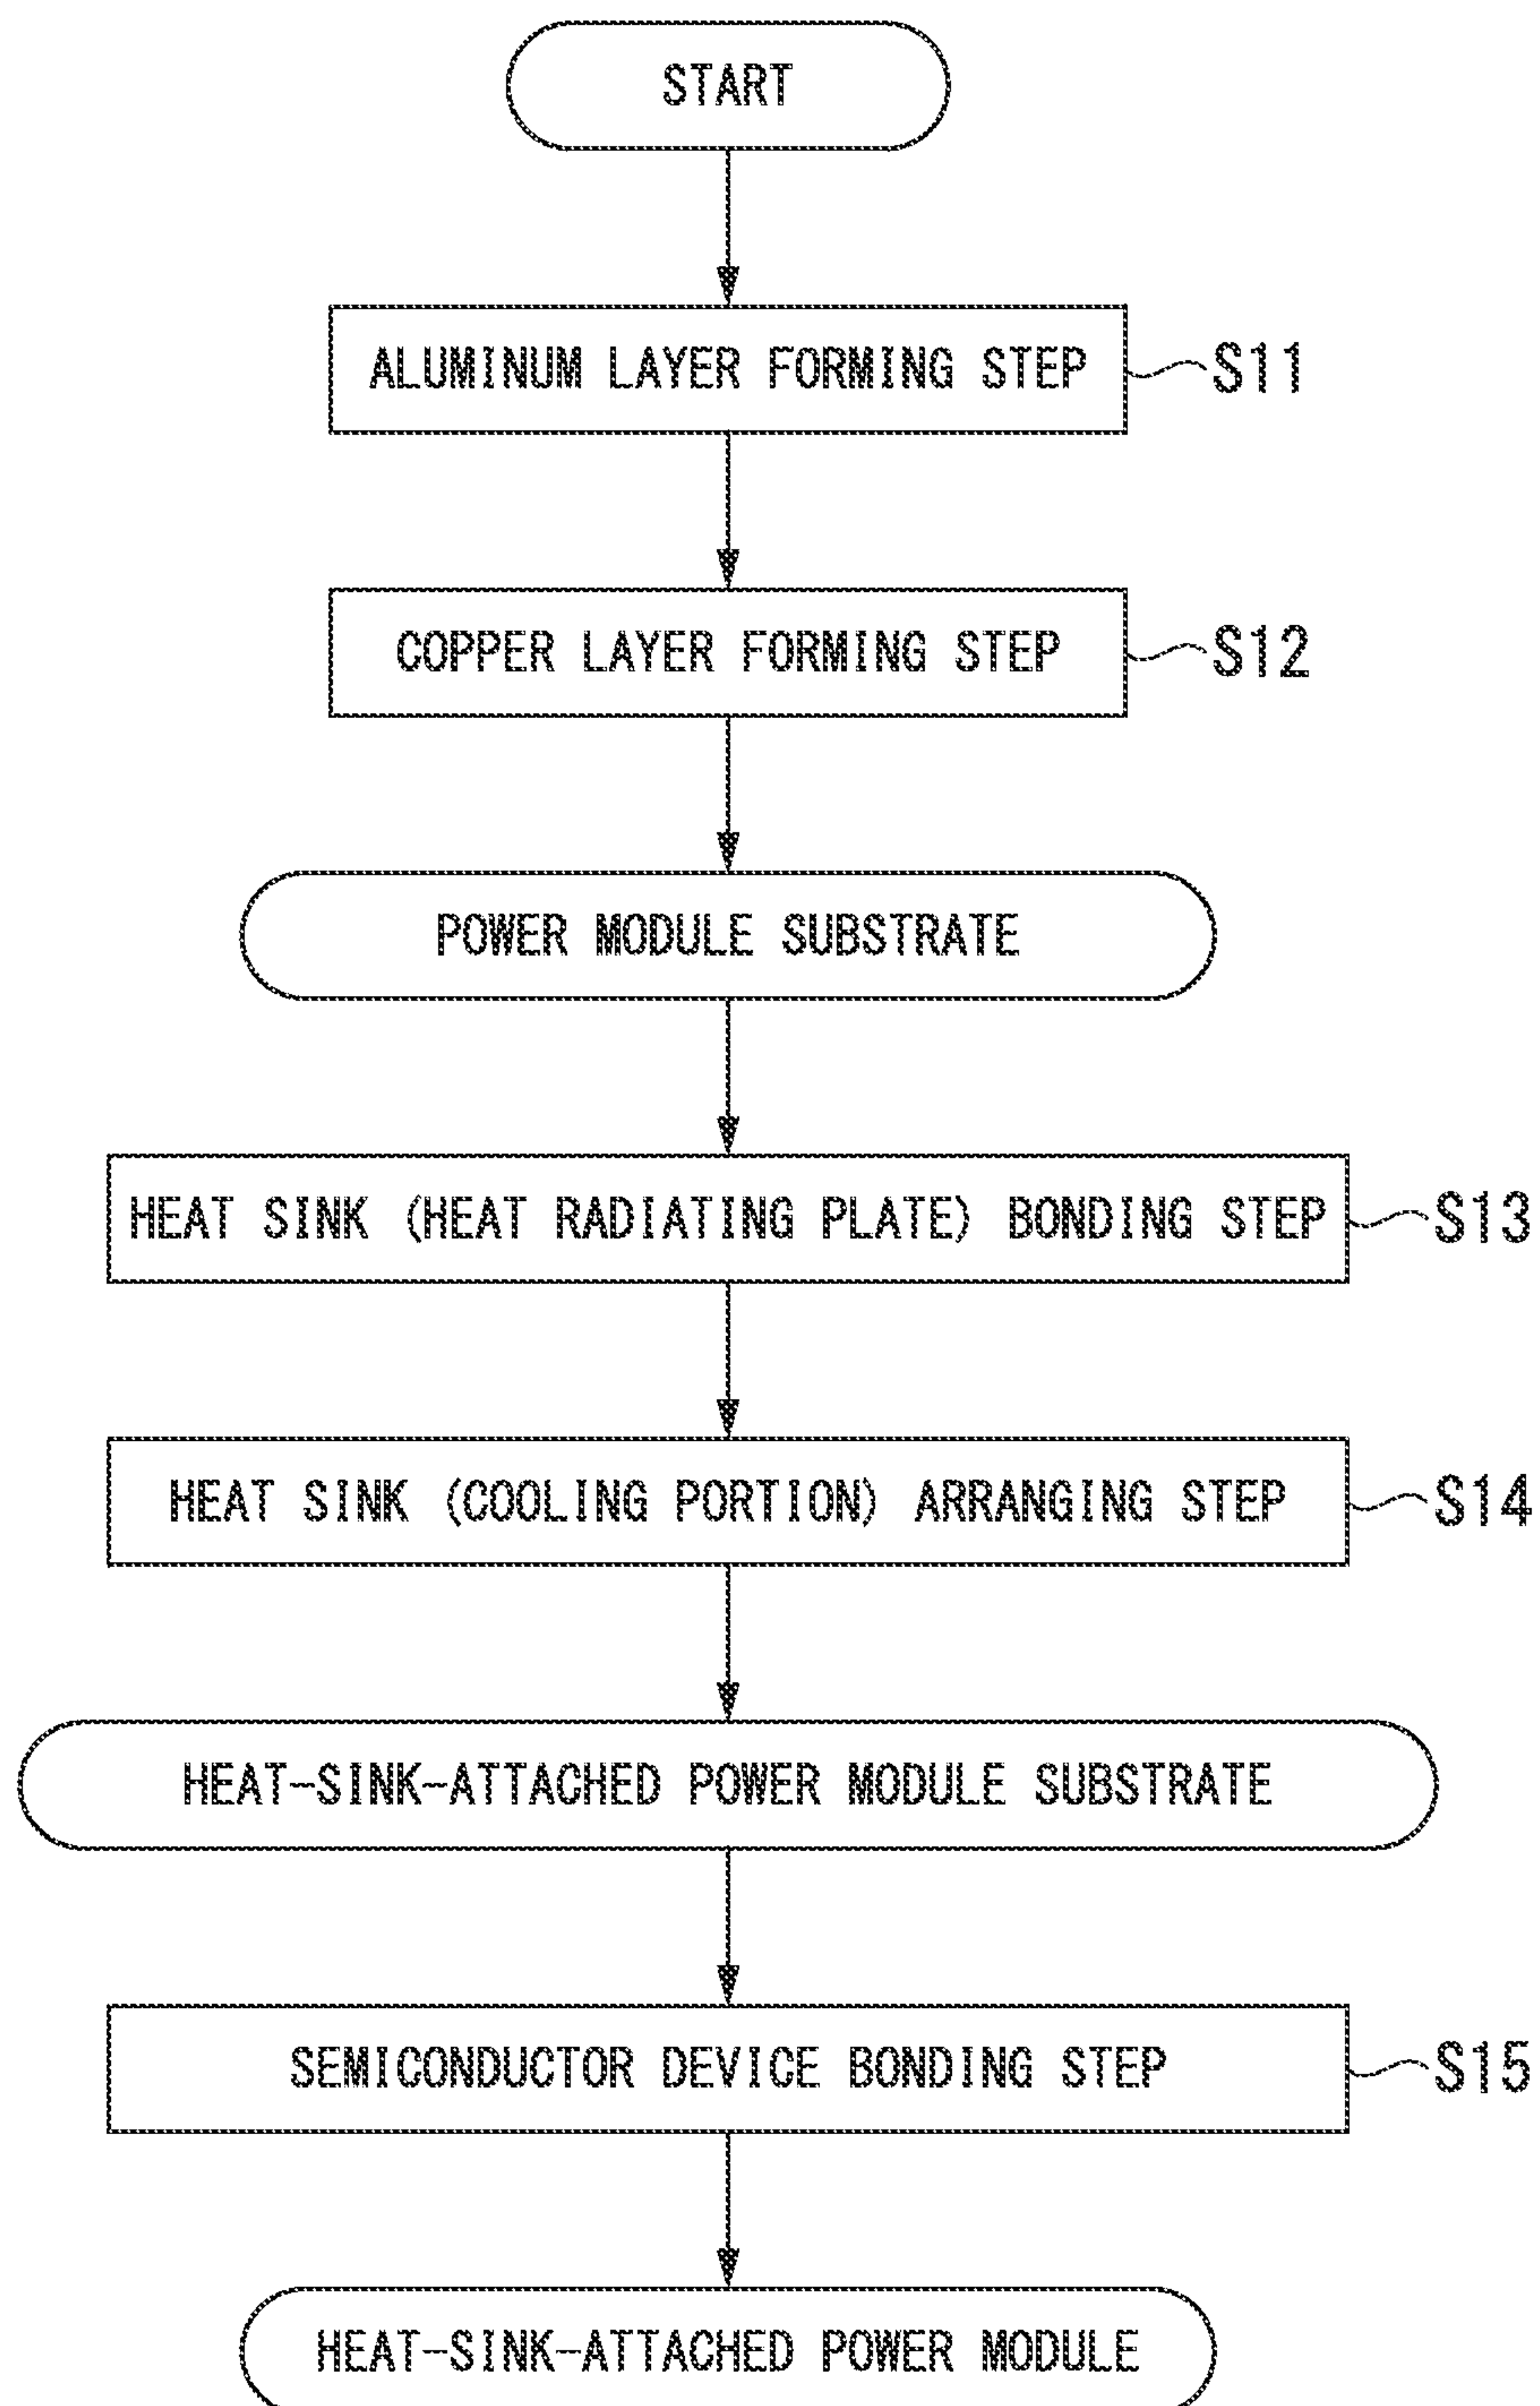 START
ALUMINUM LAYER FORMING STEP S11
COPPER LAYER FORMING STEP S12
POWER MODULE SUBSTRATE
HEAT SINK (HEAT RADIATING PLATE) BONDING STEP S13
HEAT SINK (COOLING PORTION) ARRANGING STEP S14
HEAT-SINK-ATTACHED POWER MODULE SUBSTRATE
SEMICONDUCTOR DEVICE BONDING STEP S15
HEAT-SINK-ATTACHED POWER MODULE